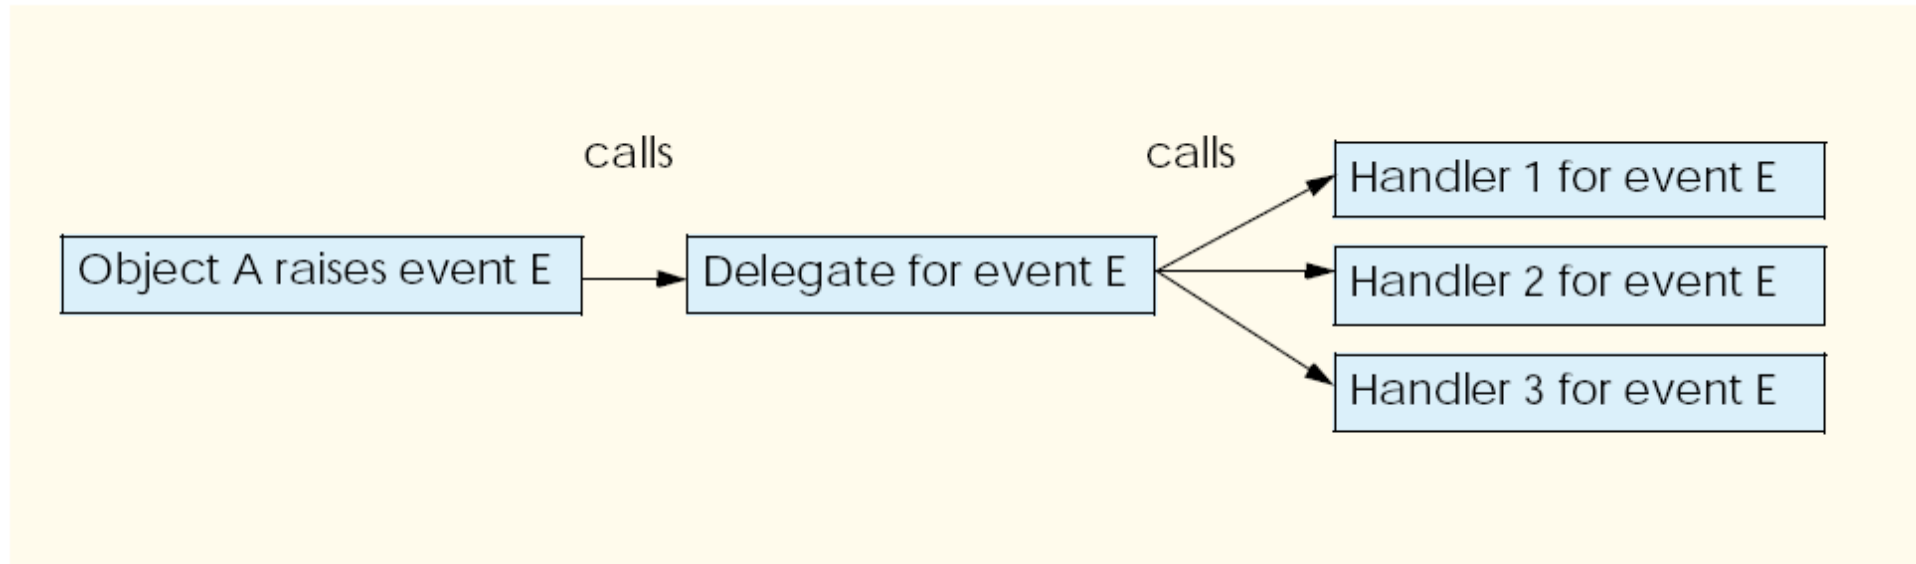 calls
calls
Object A raises event E
Delegate for event E
Handler 1 for event E
Handler 2 for event E
Handler 3 for event E